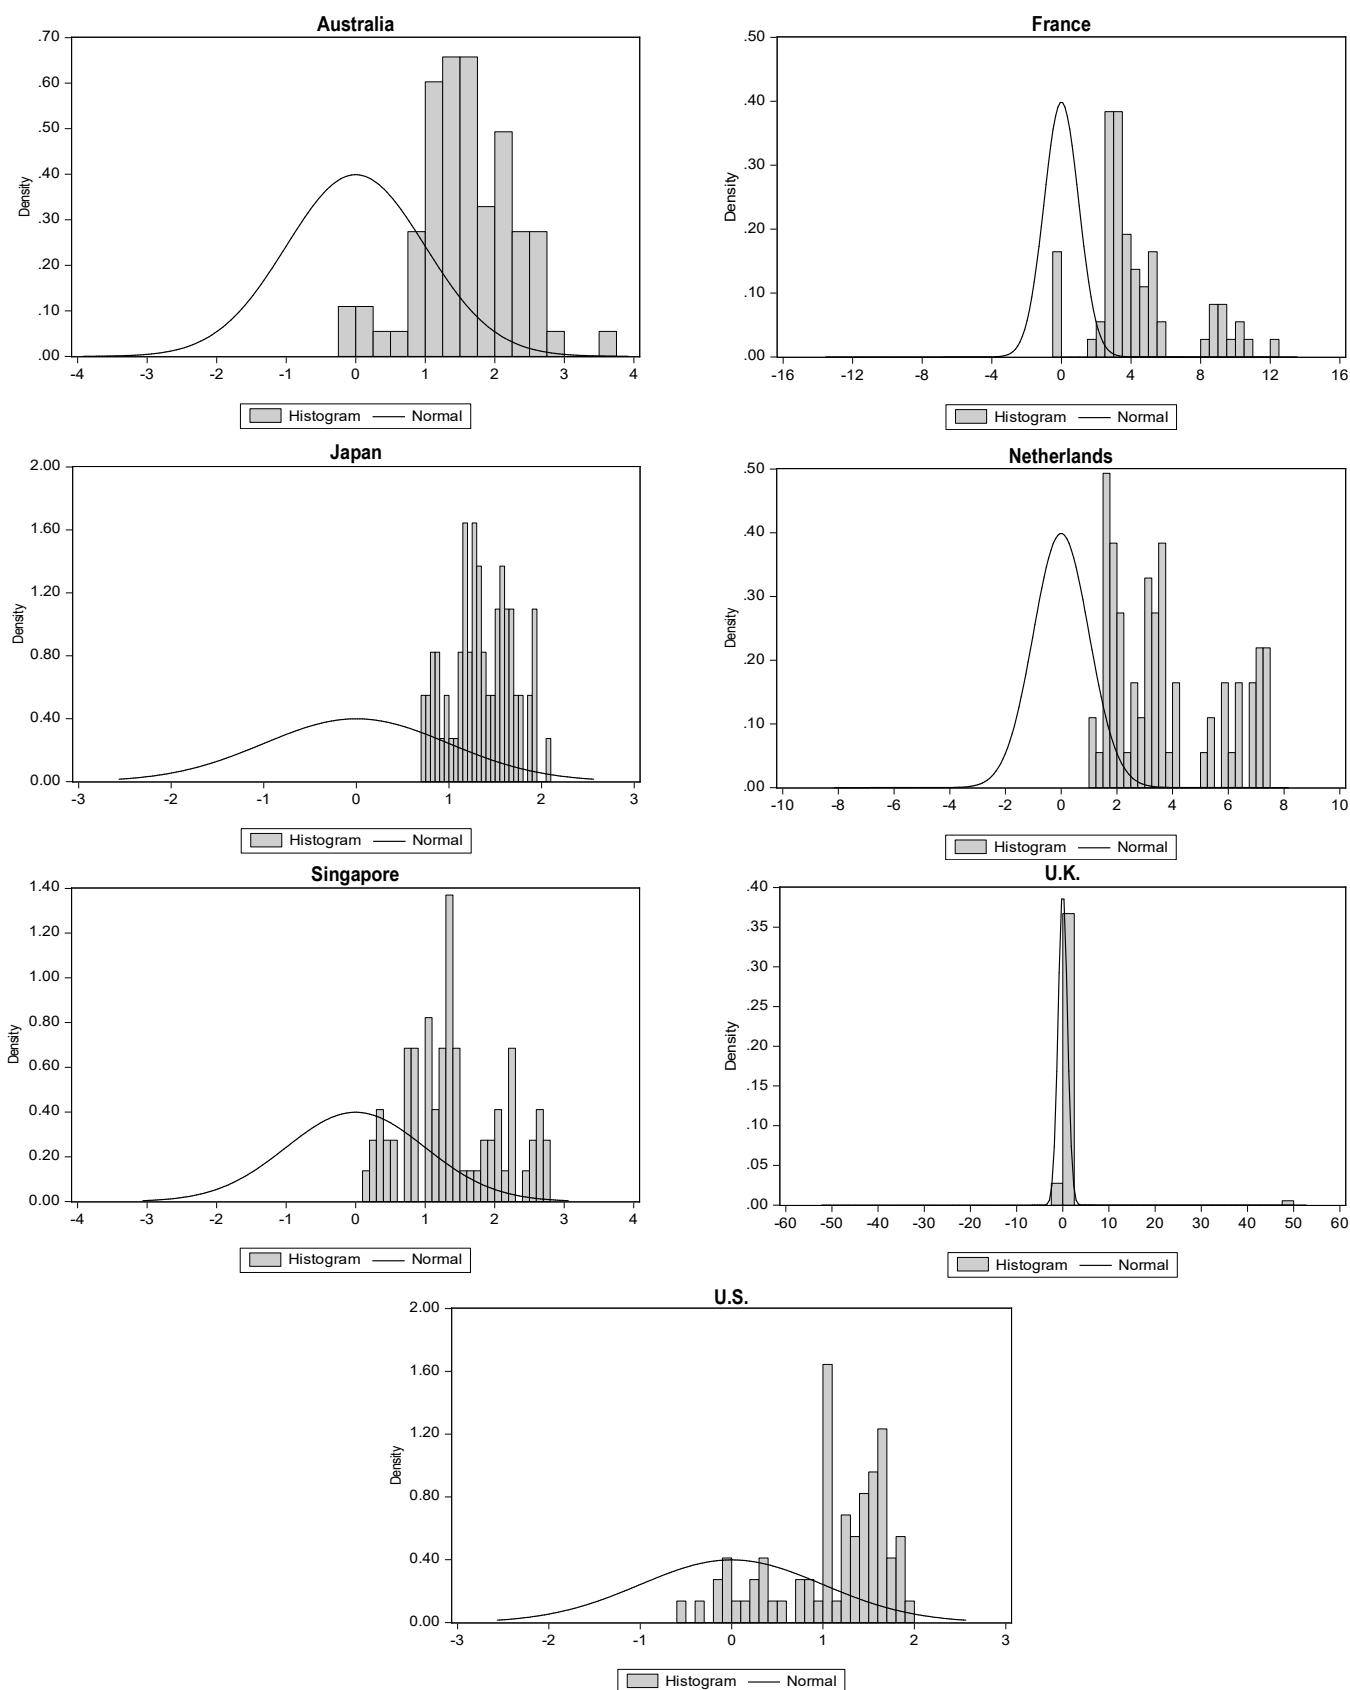 Australia
.70
.60
.50
.40
.30
.20
.10
.00
Density
-4 -3 -2 -1 0 1 2 3 4
Histogram Normal
France
.50
.40
.30
.20
.10
.00
Density
-16 -12 -8 -4 0 4 8 12 16
Histogram Normal
Japan
2.00
1.60
1.20
0.80
0.40
0.00
Density
-3 -2 -1 0 1 2 3
Histogram Normal
Netherlands
.50
.40
.30
.20
.10
.00
Density
-10 -8 -6 -4 -2 0 2 4 6 8 10
Histogram Normal
Singapore
1.40
1.20
1.00
0.80
0.60
0.40
0.20
0.00
Density
-4 -3 -2 -1 0 1 2 3 4
Histogram Normal
U.K.
.40
.35
.30
.25
.20
.15
.10
.05
.00
Density
-60 -50 -40 -30 -20 -10 0 10 20 30 40 50 60
Histogram Normal
U.S.
2.00
1.60
1.20
0.80
0.40
0.00
Density
-3 -2 -1 0 1 2 3
Histogram Normal